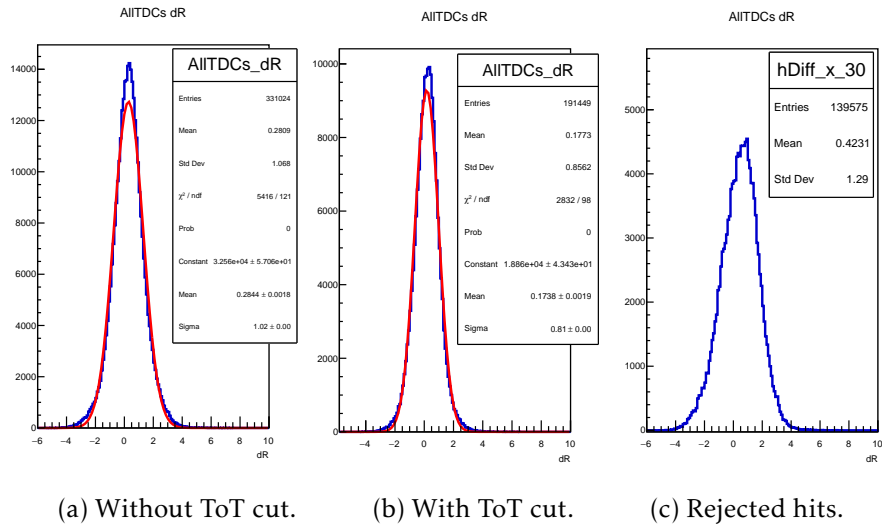 AllTDCs dR
AllTDCs_dR
Entries 331024
Mean 0.2809
Std Dev 1.068
χ² / ndf 5416 / 121
Prob 0
Constant 3.256e+04 ± 5.706e+01
Mean 0.2844 ± 0.0018
Sigma 1.02 ± 0.00
14000
12000
10000
8000
6000
4000
2000
0
−6 −4 −2 0 2 4 6 8 10
dR
(a) Without ToT cut.
AllTDCs dR
AllTDCs_dR
Entries 191449
Mean 0.1773
Std Dev 0.8562
χ² / ndf 2832 / 98
Prob 0
Constant 1.886e+04 ± 4.343e+01
Mean 0.1738 ± 0.0019
Sigma 0.81 ± 0.00
10000
8000
6000
4000
2000
0
−4 −2 0 2 4 6 8 10
dR
(b) With ToT cut.
AllTDCs dR
hDiff_x_30
Entries 139575
Mean 0.4231
Std Dev 1.29
5000
4000
3000
2000
1000
0
−6 −4 −2 0 2 4 6 8 10
dR
(c) Rejected hits.